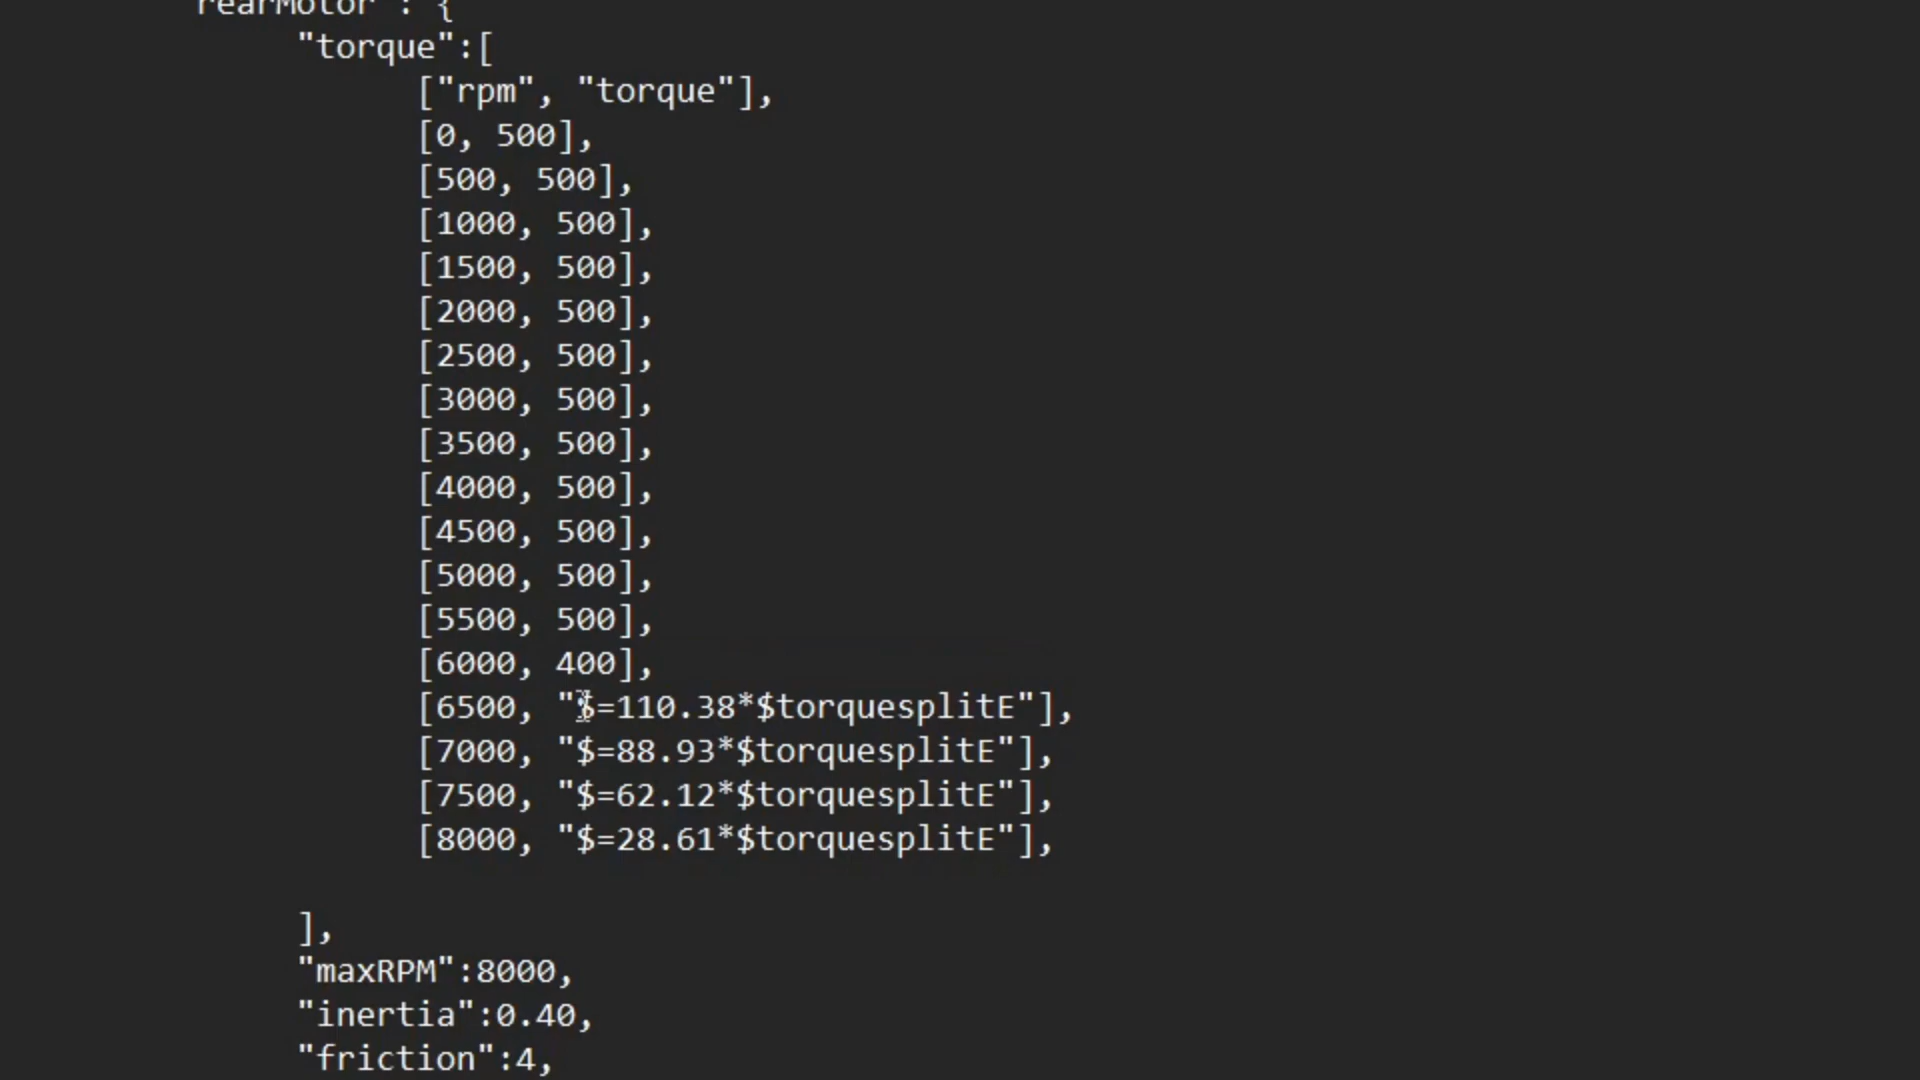 rearMotor": {
"torque":[
["rpm", "torque"],
[0, 500],
[500, 500],
[1000, 500],
[1500, 500],
[2000, 500],
[2500, 500],
[3000, 500],
[3500, 500],
[4000, 500],
[4500, 500],
[5000, 500],
[5500, 500],
[6000, 400],
[6500, "$=110.38*$torquesplitE"],
[7000, "$=88.93*$torquesplitE"],
[7500, "$=62.12*$torquesplitE"],
[8000, "$=28.61*$torquesplitE"],
],
"maxRPM":8000,
"inertia":0.40,
"friction":4,